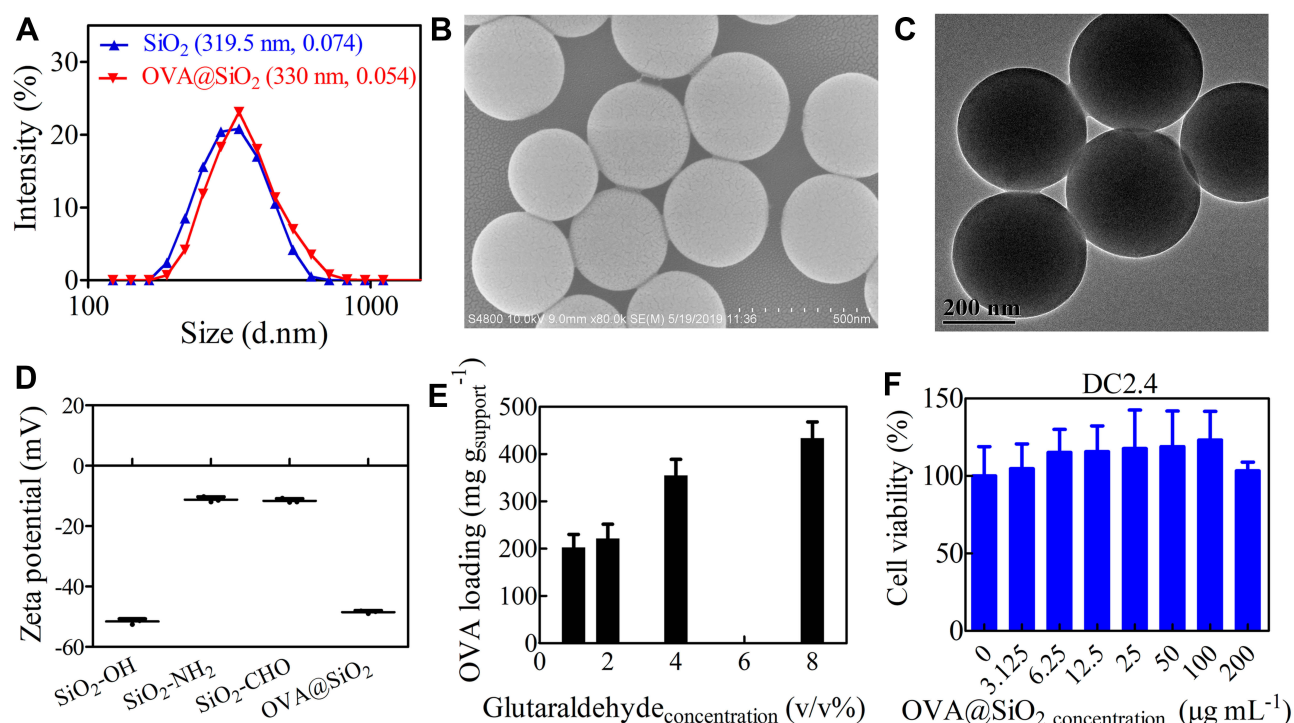 A
SiO2 (319.5 nm, 0.074)
OVA@SiO2 (330 nm, 0.054)
Intensity (%)
30
20
10
0
100
1000
Size (d.nm)
B
S4800 10.0kV 9.0mm x80.0k SE(M) 5/19/2019 11:36
500nm
C
200 nm
D
Zeta potential (mV)
20
0
-20
-40
-60
SiO2-OH
SiO2-NH2
SiO2-CHO
OVA@SiO2
E
OVA loading (mg gsupport-1)
500
400
300
200
100
0
0
2
4
6
8
Glutaraldehydeconcentration (v/v%)
F
DC2.4
Cell viability (%)
150
100
50
0
0
3.125
6.25
12.5
25
50
100
200
OVA@SiO2 concentration (μg mL-1)